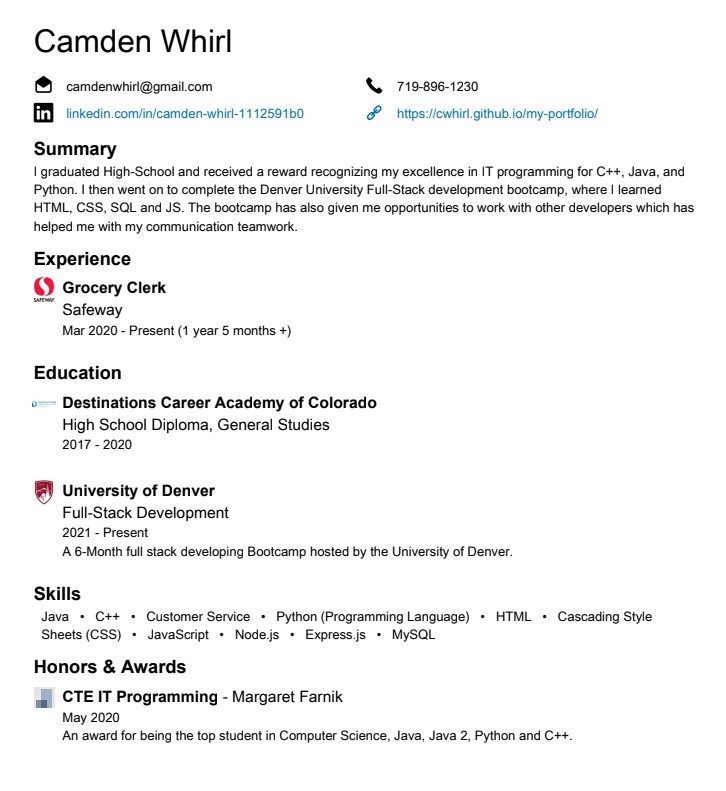 Camden Whirl
camdenwhirl@gmail.com 719-896-1230
linkedin.com/in/camden-whirl-1112591b0 https://cwhirl.github.io/my-portfolio/
Summary
I graduated High-School and received a reward recognizing my excellence in IT programming for C++, Java, and
Python. I then went on to complete the Denver University Full-Stack development bootcamp, where I learned
HTML, CSS, SQL and JS. The bootcamp has also given me opportunities to work with other developers which has
helped me with my communication teamwork.
Experience
Grocery Clerk
SAFEWAY
Safeway
Mar 2020 - Present (1 year 5 months +)
Education
Destinations Career Academy of Colorado
High School Diploma, General Studies
2017 - 2020
University of Denver
Full-Stack Development
2021 - Present
A 6-Month full stack developing Bootcamp hosted by the University of Denver.
Skills
Java • C++ • Customer Service • Python (Programming Language) • HTML • Cascading Style
Sheets (CSS) • JavaScript • Node.js • Express.js • MySQL
Honors & Awards
CTE IT Programming - Margaret Farnik
May 2020
An award for being the top student in Computer Science, Java, Java 2, Python and C++.